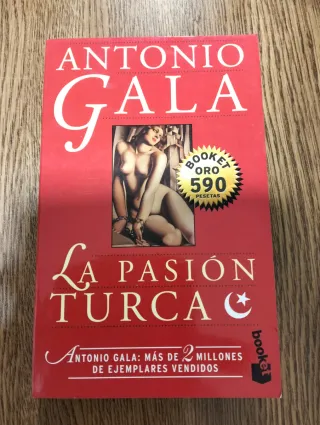 ANTONIO
GALA
BOOKET
ORO
590
PESETAS
LA PASIÓN
TURCA
ANTONIO GALA: MÁS DE 2 MILLONES
DE EJEMPLARES VENDIDOS
booket